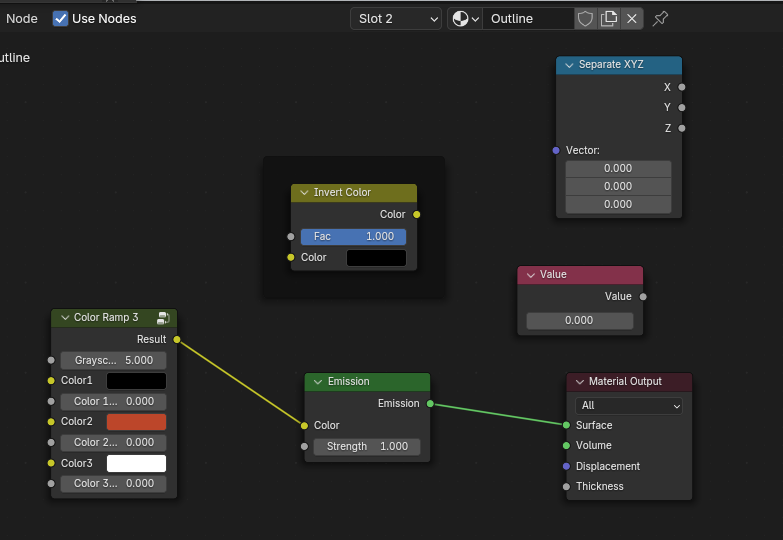 Node
Use Nodes
Slot 2
Outline
utline
Separate XYZ
X
Y
Z
Vector:
0.000
0.000
0.000
Invert Color
Color
Fac 1.000
Color
Value
Value
0.000
Color Ramp 3
Result
Graysc... 5.000
Color1
Color 1... 0.000
Color2
Color 2... 0.000
Color3
Color 3... 0.000
Emission
Emission
Color
Strength 1.000
Material Output
All
Surface
Volume
Displacement
Thickness